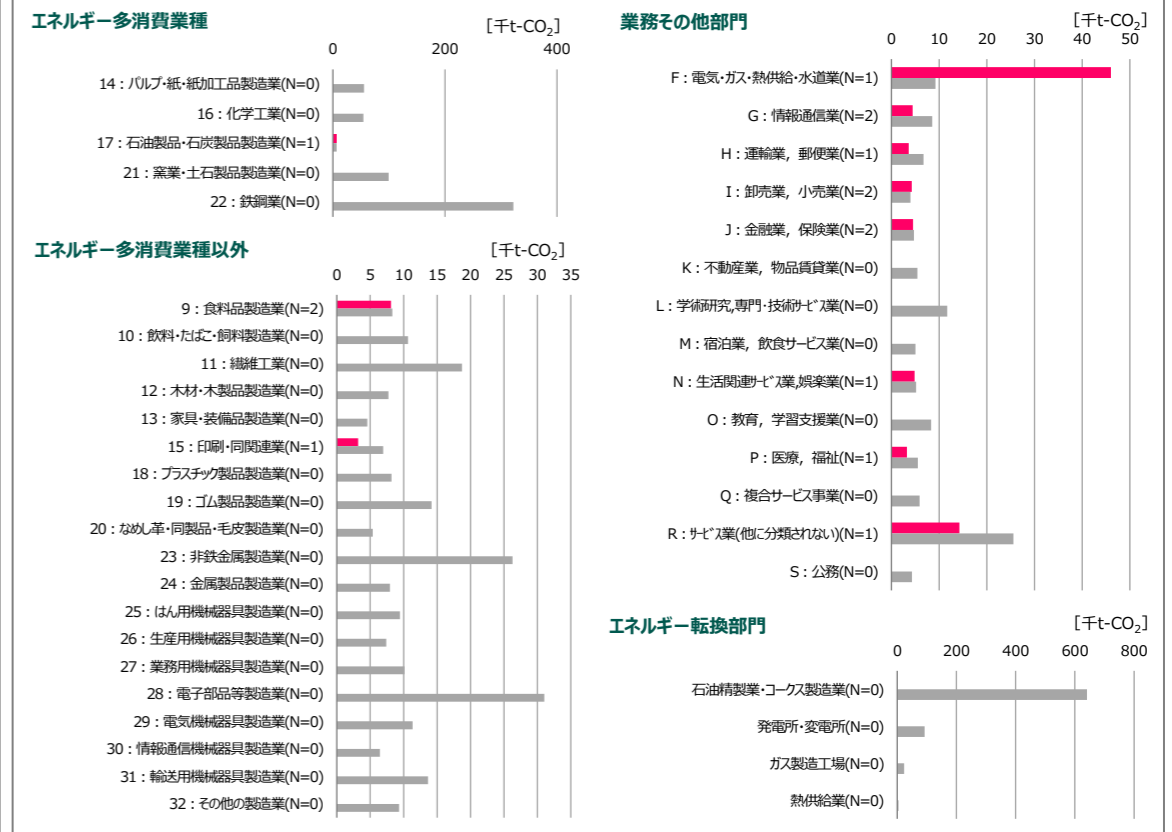 エネルギー多消費業種
[千t-CO2]
0 200 400
14：パルプ・紙・紙加工品製造業(N=0)
16：化学工業(N=0)
17：石油製品・石炭製品製造業(N=1)
21：窯業・土石製品製造業(N=0)
22：鉄鋼業(N=0)
エネルギー多消費業種以外
[千t-CO2]
0 5 10 15 20 25 30 35
9：食料品製造業(N=2)
10：飲料・たばこ・飼料製造業(N=0)
11：繊維工業(N=0)
12：木材・木製品製造業(N=0)
13：家具・装備品製造業(N=0)
15：印刷・同関連業(N=1)
18：プラスチック製品製造業(N=0)
19：ゴム製品製造業(N=0)
20：なめし革・同製品・毛皮製造業(N=0)
23：非鉄金属製造業(N=0)
24：金属製品製造業(N=0)
25：はん用機械器具製造業(N=0)
26：生産用機械器具製造業(N=0)
27：業務用機械器具製造業(N=0)
28：電子部品等製造業(N=0)
29：電気機械器具製造業(N=0)
30：情報通信機械器具製造業(N=0)
31：輸送用機械器具製造業(N=0)
32：その他の製造業(N=0)
業務その他部門
[千t-CO2]
0 10 20 30 40 50
F：電気・ガス・熱供給・水道業(N=1)
G：情報通信業(N=2)
H：運輸業，郵便業(N=1)
I：卸売業，小売業(N=2)
J：金融業，保険業(N=2)
K：不動産業，物品賃貸業(N=0)
L：学術研究,専門・技術ｻｰﾋﾞｽ業(N=0)
M：宿泊業，飲食サービス業(N=0)
N：生活関連ｻｰﾋﾞｽ業,娯楽業(N=1)
O：教育，学習支援業(N=0)
P：医療，福祉(N=1)
Q：複合サービス事業(N=0)
R：ｻｰﾋﾞｽ業(他に分類されない)(N=1)
S：公務(N=0)
エネルギー転換部門
[千t-CO2]
0 200 400 600 800
石油精製業・コークス製造業(N=0)
発電所・変電所(N=0)
ガス製造工場(N=0)
熱供給業(N=0)